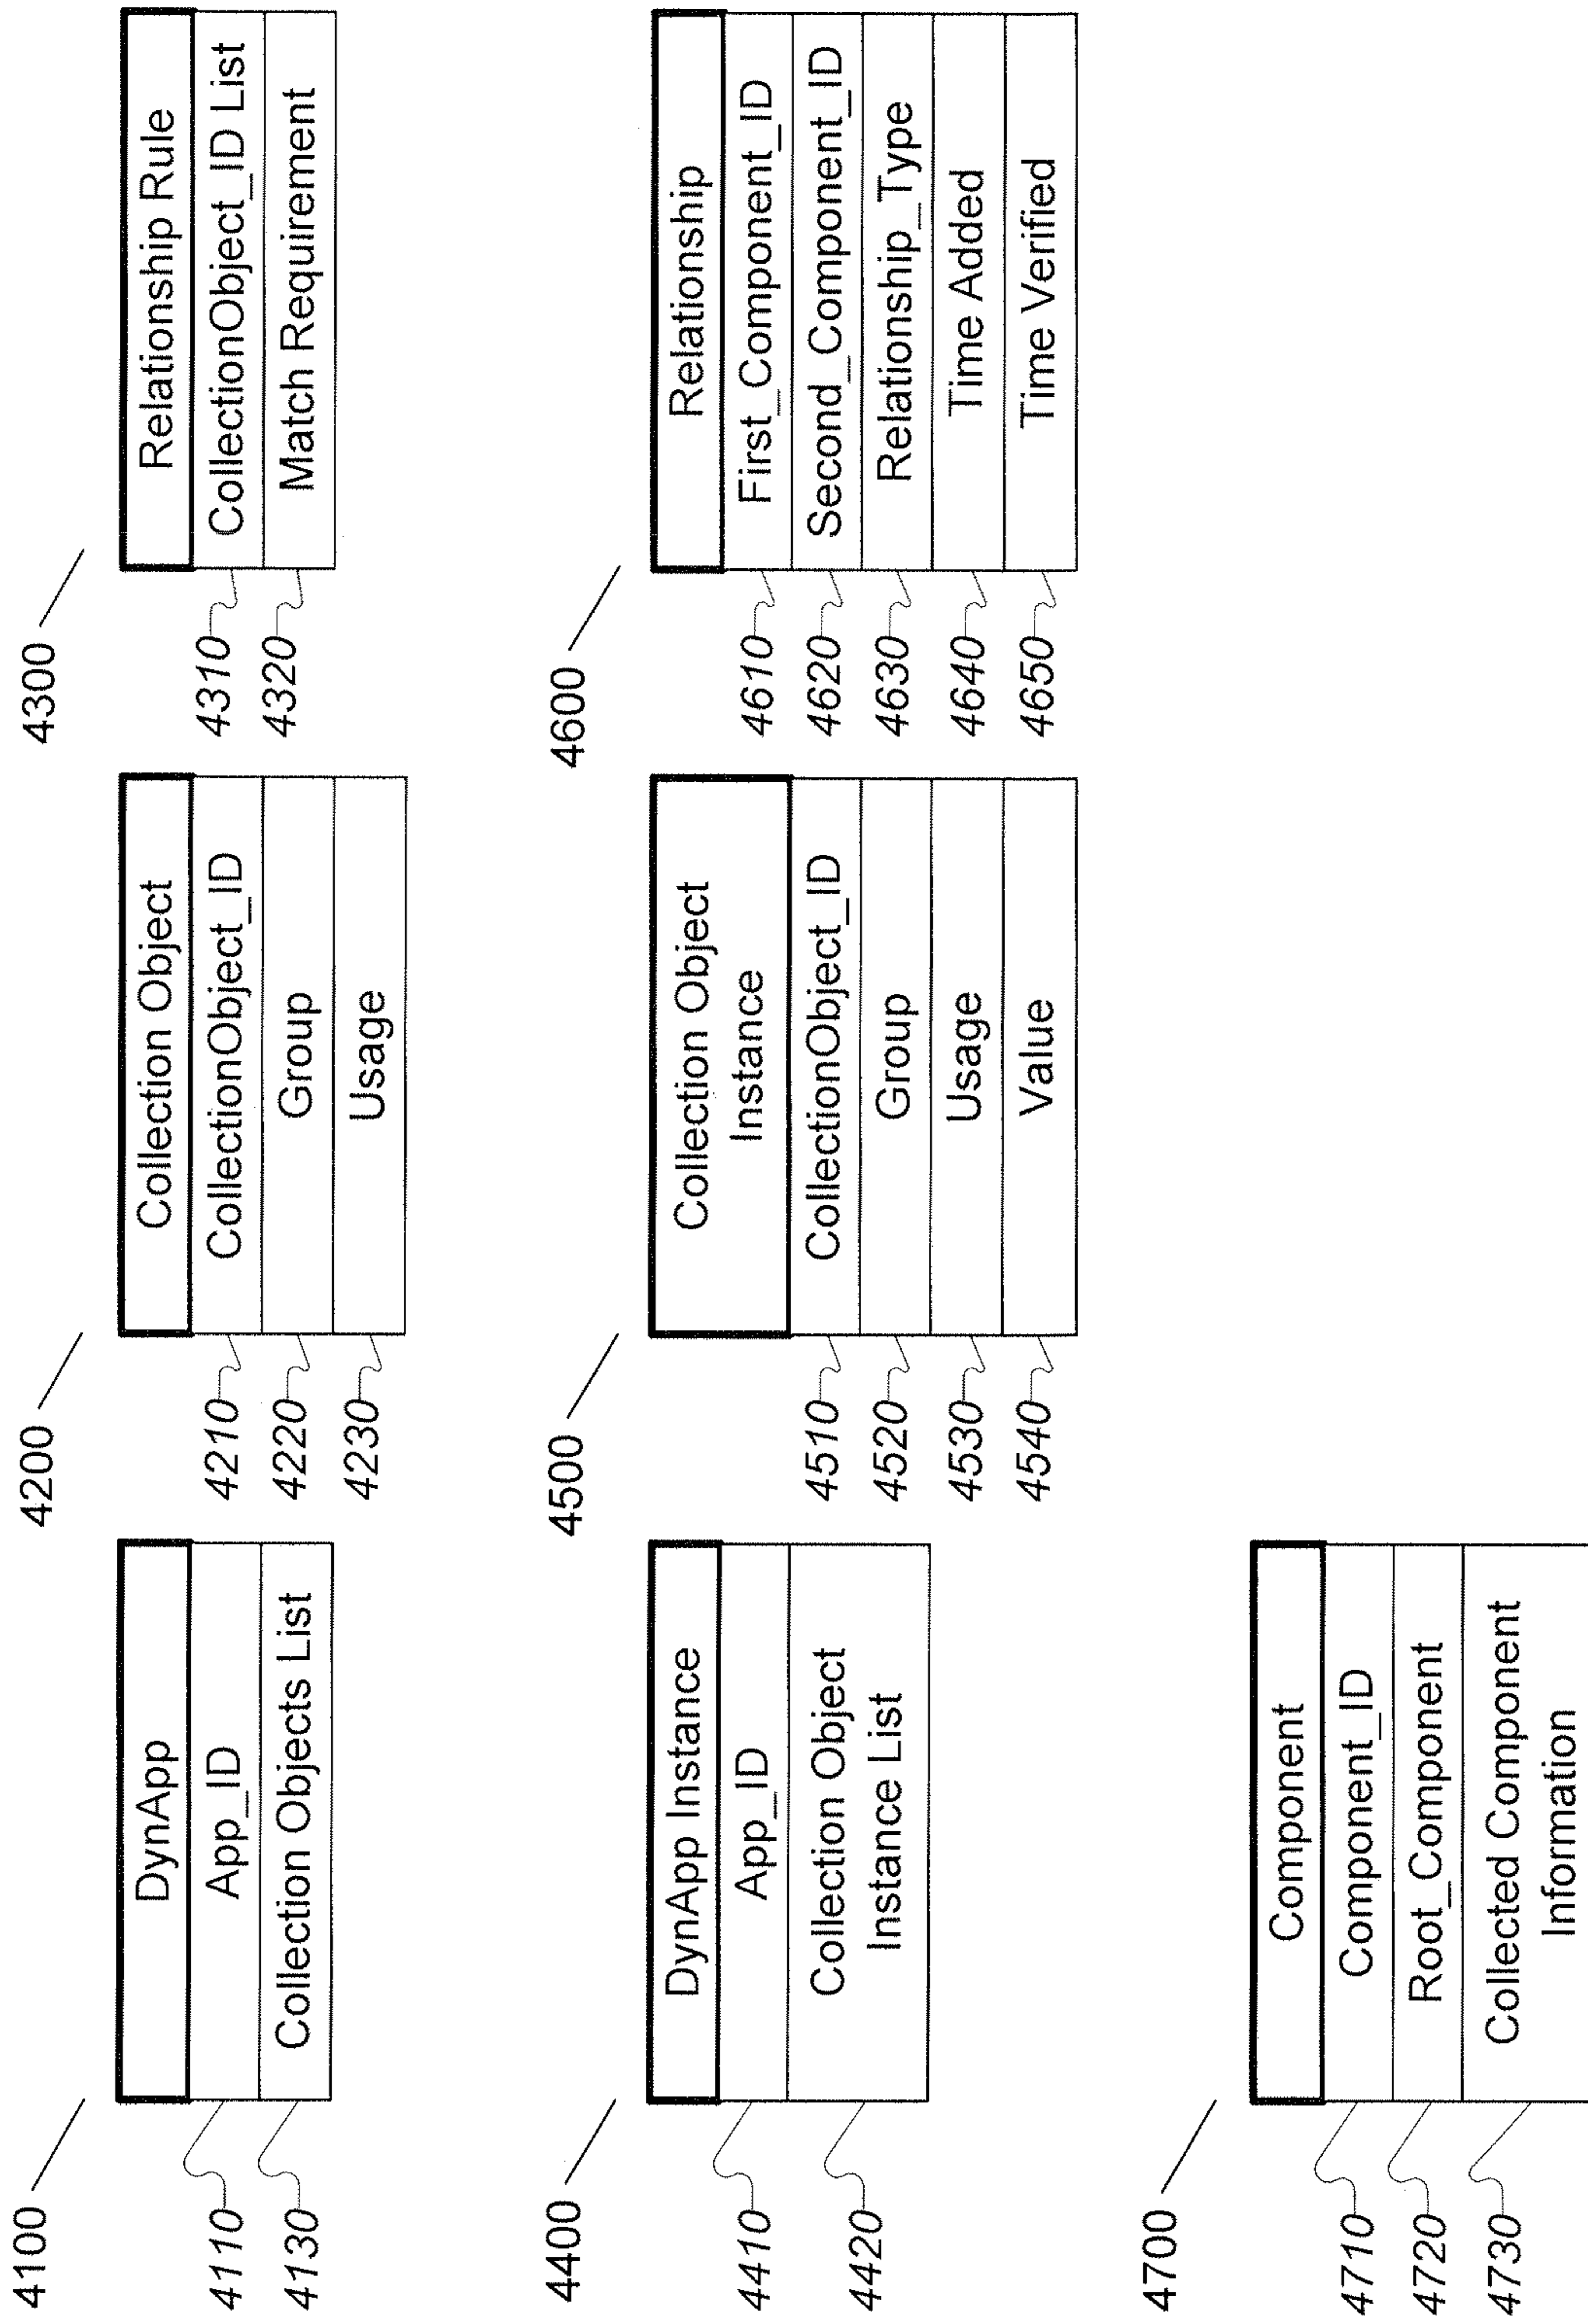 4100
DynApp
4110 App_ID
4130 Collection Objects List
4200
Collection Object
4210 CollectionObject_ID
4220 Group
4230 Usage
4300
Relationship Rule
4310 CollectionObject_ID List
4320 Match Requirement
4400
DynApp Instance
4410 App_ID
4420 Collection Object
Instance List
4500
Collection Object
Instance
4510 CollectionObject_ID
4520 Group
4530 Usage
4540 Value
4600
Relationship
4610 First_Component_ID
4620 Second_Component_ID
4630 Relationship_Type
4640 Time Added
4650 Time Verified
4700
Component
4710 Component_ID
4720 Root_Component
4730 Collected Component
Information